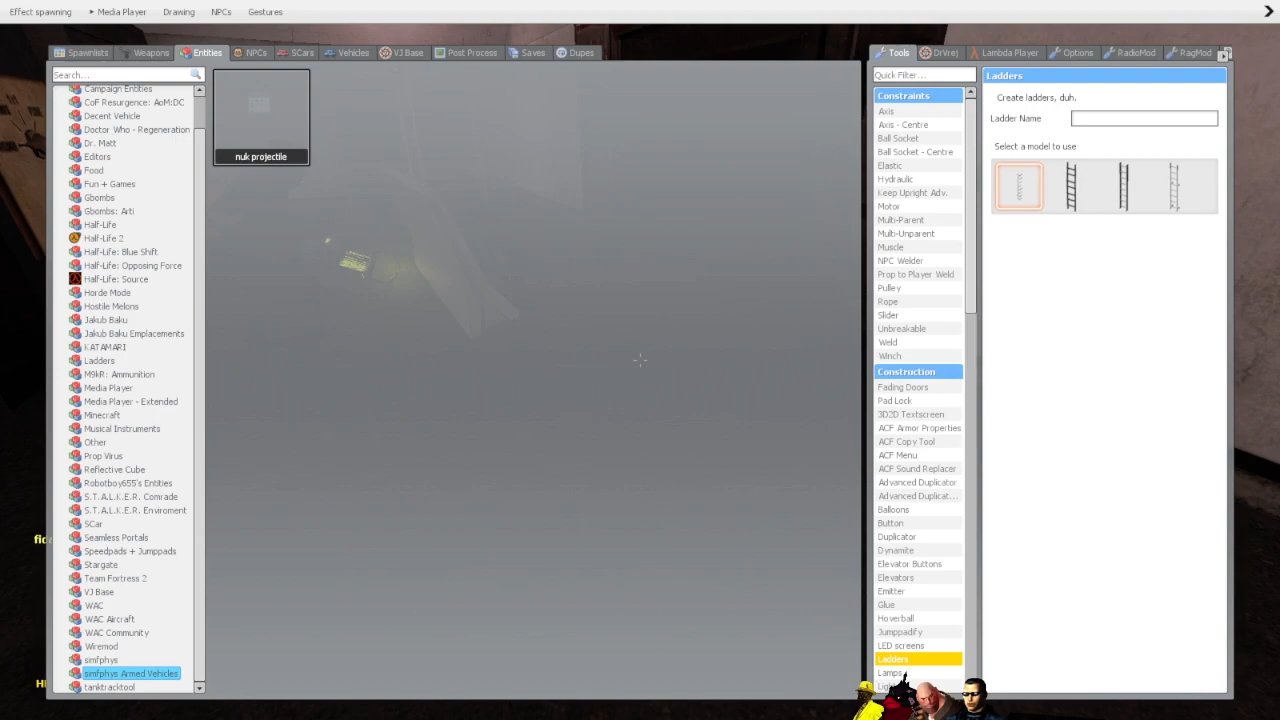 Effect spawning ▸ Media Player Drawing NPCs Gestures
Spawnlists Weapons Entities NPCs SCars Vehicles VJ Base Post Process Saves Dupes
Search...
Campaign Entities
CoF Resurgence: AoM:DC
Decent Vehicle
Doctor Who - Regeneration
Dr. Matt
Editors
Food
Fun + Games
Gbombs
Gbombs: Arti
Half-Life
Half-Life 2
Half-Life: Blue Shift
Half-Life: Opposing Force
Half-Life: Source
Horde Mode
Hostile Melons
Jakub Baku
Jakub Baku Emplacements
KATAMARI
Ladders
M9kR: Ammunition
Media Player
Media Player - Extended
Minecraft
Musical Instruments
Other
Prop Virus
Reflective Cube
Robotboy655's Entities
S.T.A.L.K.E.R. Comrade
S.T.A.L.K.E.R. Enviroment
SCar
Seamless Portals
Speedpads + Jumppads
Stargate
Team Fortress 2
VJ Base
WAC
WAC Aircraft
WAC Community
Wiremod
simfphys
simfphys Armed Vehicles
tanktracktool
nuk projectile
Tools DrVrej Lambda Player Options RadioMod RagMod
Quick Filter...
Constraints
Axis
Axis - Centre
Ball Socket
Ball Socket - Centre
Elastic
Hydraulic
Keep Upright Adv.
Motor
Multi-Parent
Multi-Unparent
Muscle
NPC Welder
Prop to Player Weld
Pulley
Rope
Slider
Unbreakable
Weld
Winch
Construction
Fading Doors
Pad Lock
3D2D Textscreen
ACF Armor Properties
ACF Copy Tool
ACF Menu
ACF Sound Replacer
Advanced Duplicator
Advanced Duplicat...
Balloons
Button
Duplicator
Dynamite
Elevator Buttons
Elevators
Emitter
Glue
Hoverball
Jumppadify
LED screens
Ladders
Lamps
Ladders
Create ladders, duh.
Ladder Name
Select a model to use